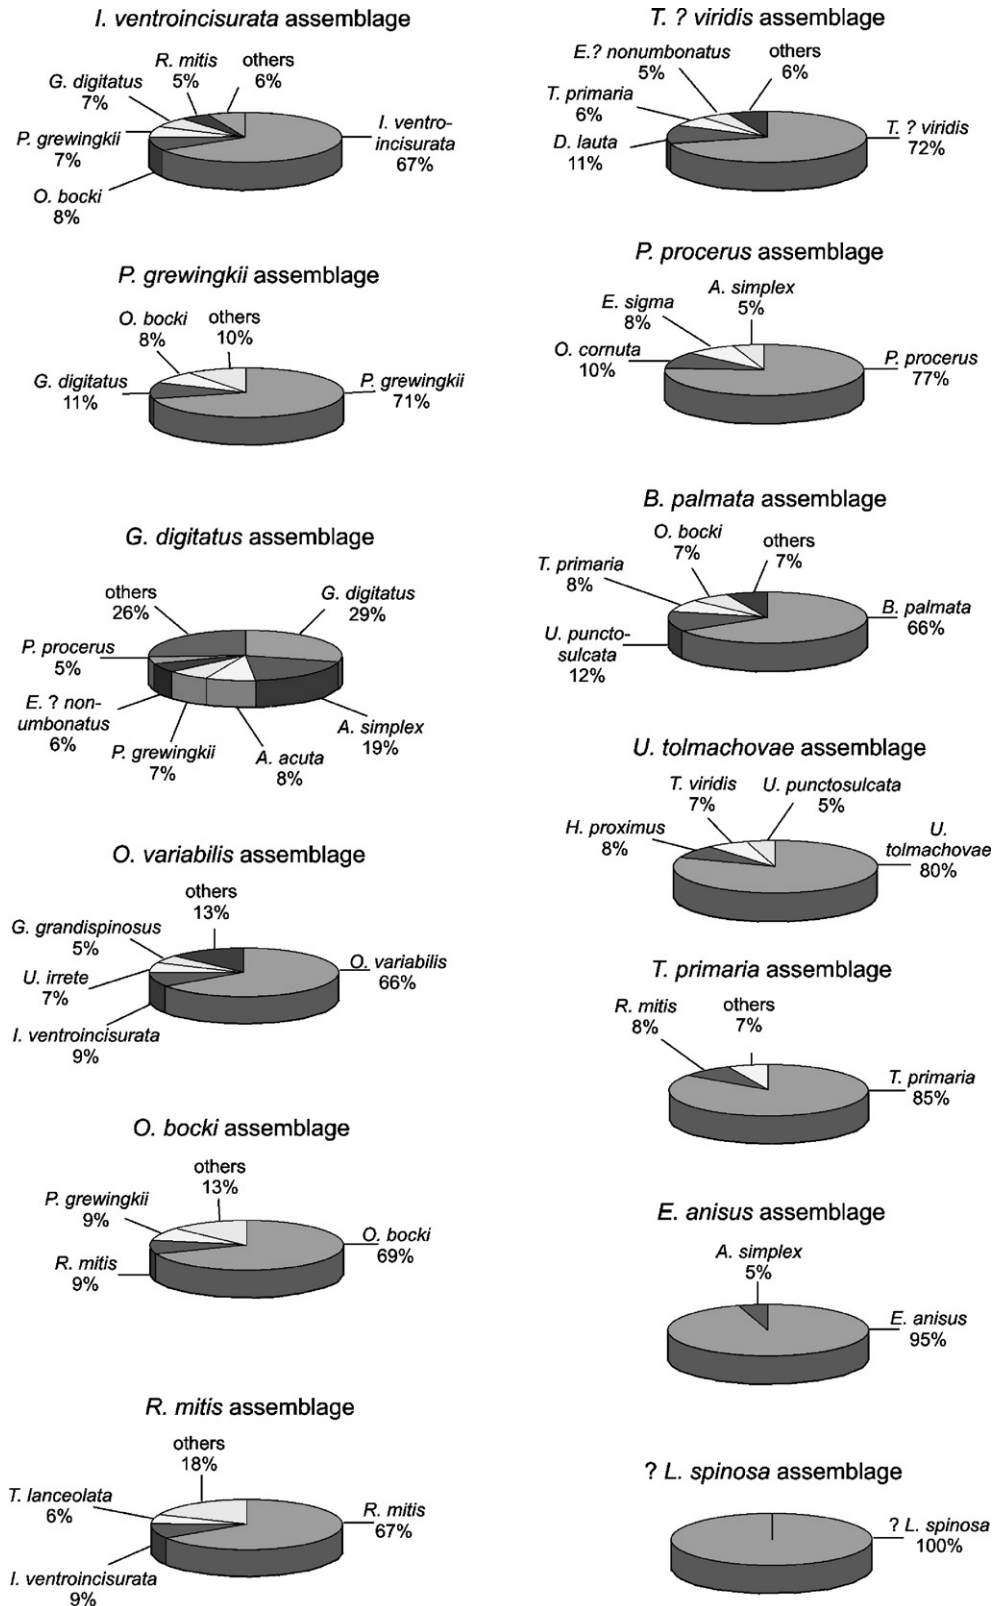 I. ventroincisurata assemblage
R. mitis
5%
others
6%
G. digitatus
7%
P. grewingkii
7%
O. bocki
8%
I. ventro-
incisurata
67%
P. grewingkii assemblage
O. bocki
8%
others
10%
G. digitatus
11%
P. grewingkii
71%
G. digitatus assemblage
others
26%
G. digitatus
29%
P. procerus
5%
E. ? non-
umbonatus
6%
P. grewingkii
7%
A. acuta
8%
A. simplex
19%
O. variabilis assemblage
others
13%
G. grandispinosus
5%
U. irrete
7%
I. ventroincisurata
9%
O. variabilis
66%
O. bocki assemblage
others
13%
P. grewingkii
9%
R. mitis
9%
O. bocki
69%
R. mitis assemblage
others
18%
T. lanceolata
6%
I. ventroincisurata
9%
R. mitis
67%
T. ? viridis assemblage
E.? nonumbonatus
5%
others
6%
T. primaria
6%
D. lauta
11%
T. ? viridis
72%
P. procerus assemblage
A. simplex
5%
E. sigma
8%
O. cornuta
10%
P. procerus
77%
B. palmata assemblage
O. bocki
7%
others
7%
T. primaria
8%
U. puncto-
sulcata
12%
B. palmata
66%
U. tolmachovae assemblage
T. viridis
7%
U. punctosulcata
5%
H. proximus
8%
U.
tolmachovae
80%
T. primaria assemblage
R. mitis
8%
others
7%
T. primaria
85%
E. anisus assemblage
A. simplex
5%
E. anisus
95%
? L. spinosa assemblage
? L. spinosa
100%